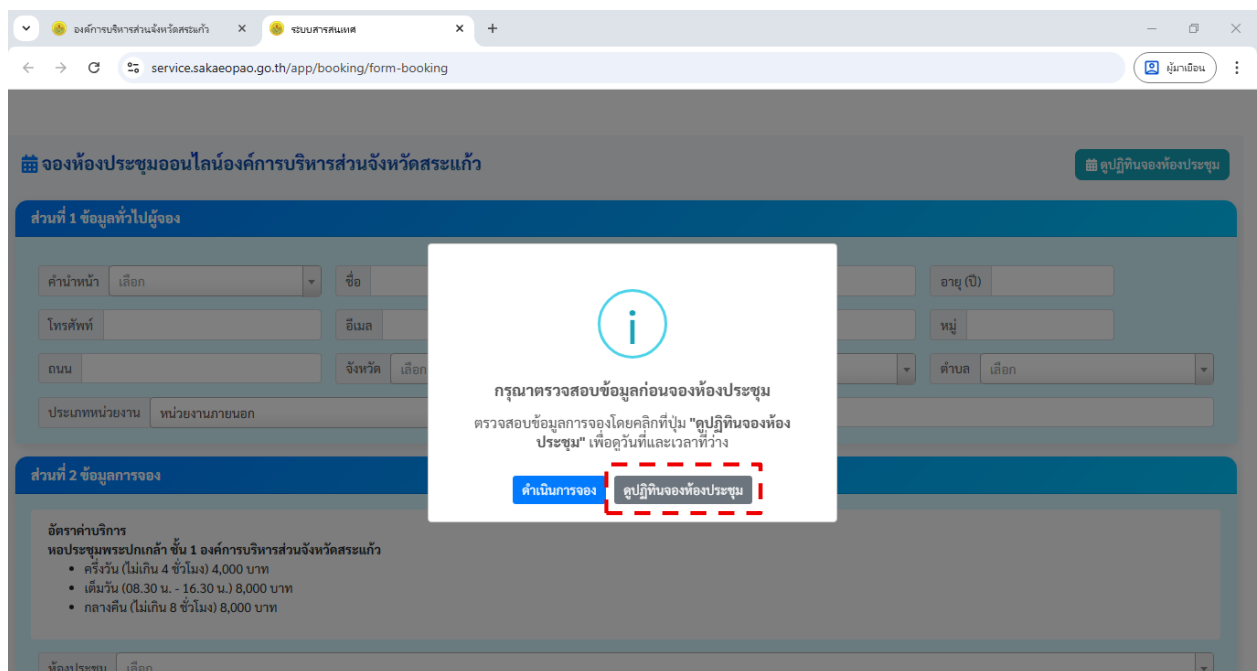 องค์การบริหารส่วนจังหวัดสระแก้ว
ระบบสารสนเทศ
service.sakaeopao.go.th/app/booking/form-booking
ผู้มาเยือน
จองห้องประชุมออนไลน์องค์การบริหารส่วนจังหวัดสระแก้ว
ดูปฏิทินจองห้องประชุม
ส่วนที่ 1 ข้อมูลทั่วไปผู้จอง
คำนำหน้า เลือก ชื่อ อายุ (ปี)
โทรศัพท์ อีเมล หมู่
ถนน จังหวัด เลือก ตำบล เลือก
ประเภทหน่วยงาน หน่วยงานภายนอก
กรุณาตรวจสอบข้อมูลก่อนจองห้องประชุม
ตรวจสอบข้อมูลการจองโดยคลิกที่ปุ่ม "ดูปฏิทินจองห้อง
ประชุม" เพื่อดูวันที่และเวลาที่ว่าง
ดำเนินการจอง ดูปฏิทินจองห้องประชุม
ส่วนที่ 2 ข้อมูลการจอง
อัตราค่าบริการ
หอประชุมพระปกเกล้า ชั้น 1 องค์การบริหารส่วนจังหวัดสระแก้ว
ครึ่งวัน (ไม่เกิน 4 ชั่วโมง) 4,000 บาท
เต็มวัน (08.30 น. - 16.30 น.) 8,000 บาท
กลางคืน (ไม่เกิน 8 ชั่วโมง) 8,000 บาท
ห้องประชุม เลือก